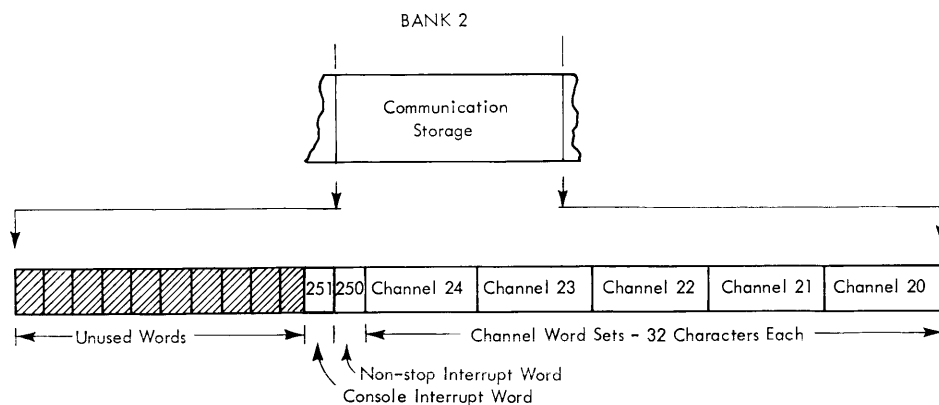 BANK 2
Communication
Storage
251 250 Channel 24 Channel 23 Channel 22 Channel 21 Channel 20
Unused Words Channel Word Sets - 32 Characters Each
Non-stop Interrupt Word
Console Interrupt Word